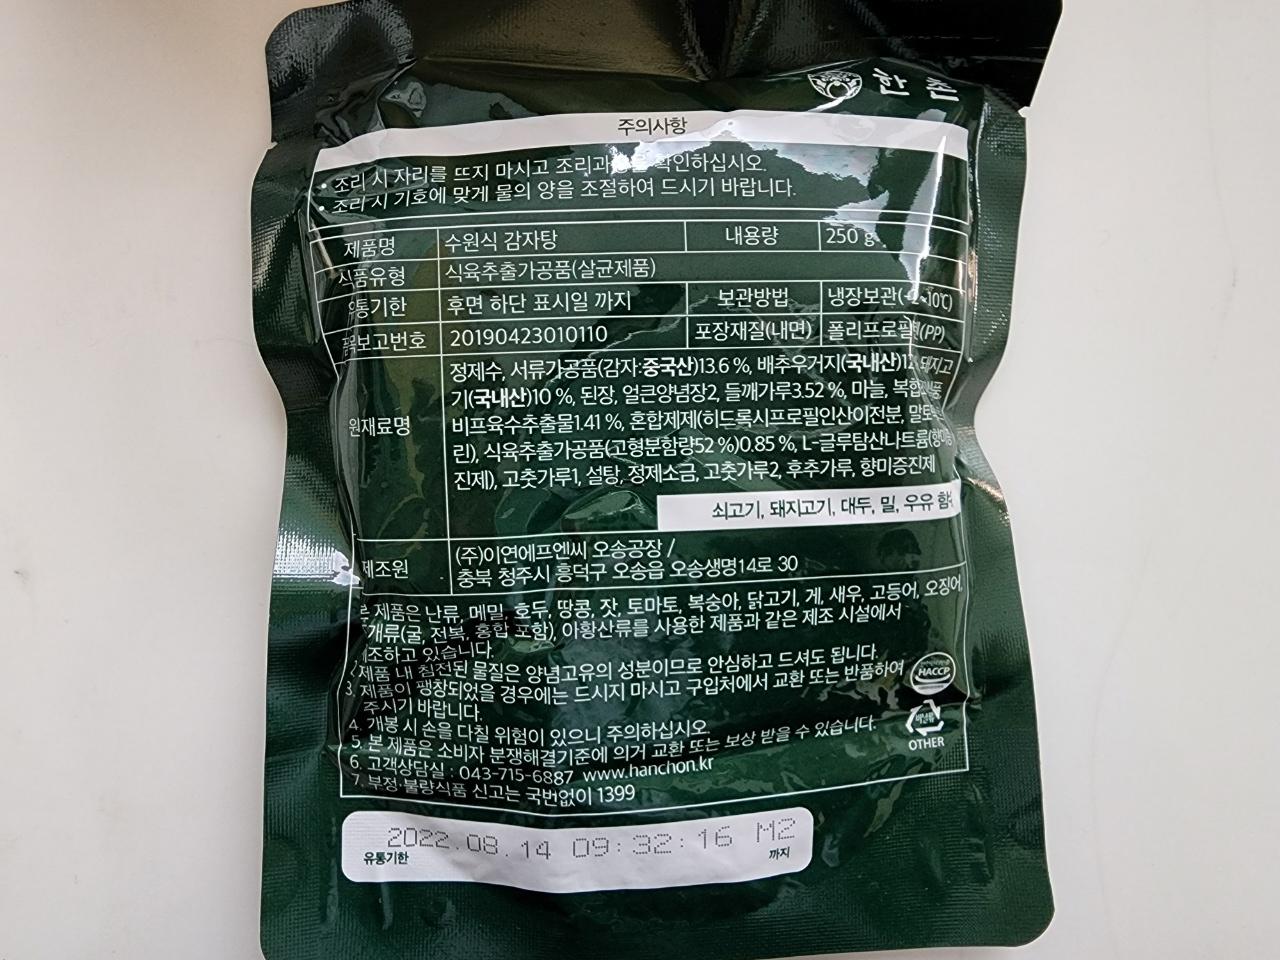 한촌
주의사항
• 조리 시 자리를 뜨지 마시고 조리과정을 확인하십시오.
• 조리 시 기호에 맞게 물의 양을 조절하여 드시기 바랍니다.
제품명 수원식 감자탕 내용량 250 g
식품유형 식육추출가공품(살균제품)
유통기한 후면 하단 표시일 까지 보관방법 냉장보관(-2~10℃)
품목보고번호 20190423010110 포장재질(내면) 폴리프로필렌(PP)
원재료명 정제수, 서류가공품(감자:중국산)13.6 %, 배추우거지(국내산)12 돼지고
기(국내산)10 %, 된장, 얼큰양념장2, 들깨가루3.52 %, 마늘, 복합식품
비프육수추출물1.41 %, 혼합제제(히드록시프로필인산이전분, 말토덱스트
린), 식육추출가공품(고형분함량52 %)0.85 %, L-글루탐산나트륨(향미증
진제), 고춧가루1, 설탕, 정제소금, 고춧가루2, 후추가루, 향미증진제
쇠고기, 돼지고기, 대두, 밀, 우유 함유
제조원 (주)이연에프엔씨 오송공장 /
충북 청주시 흥덕구 오송읍 오송생명14로 30
본 제품은 난류, 메밀, 호두, 땅콩, 잣, 토마토, 복숭아, 닭고기, 게, 새우, 고등어, 오징어,
조개류(굴, 전복, 홍합 포함), 아황산류를 사용한 제품과 같은 제조 시설에서
제조하고 있습니다.
2. 제품 내 침전된 물질은 양념고유의 성분이므로 안심하고 드셔도 됩니다.
3. 제품이 팽창되었을 경우에는 드시지 마시고 구입처에서 교환 또는 반품하여
주시기 바랍니다.
4. 개봉 시 손을 다칠 위험이 있으니 주의하십시오.
5. 본 제품은 소비자 분쟁해결기준에 의거 교환 또는 보상 받을 수 있습니다.
6. 고객상담실 : 043-715-6887 www.hanchon.kr
7. 부정·불량식품 신고는 국번없이 1399
HACCP
비닐류
OTHER
2022.08.14 09:32:16 M2
유통기한 까지